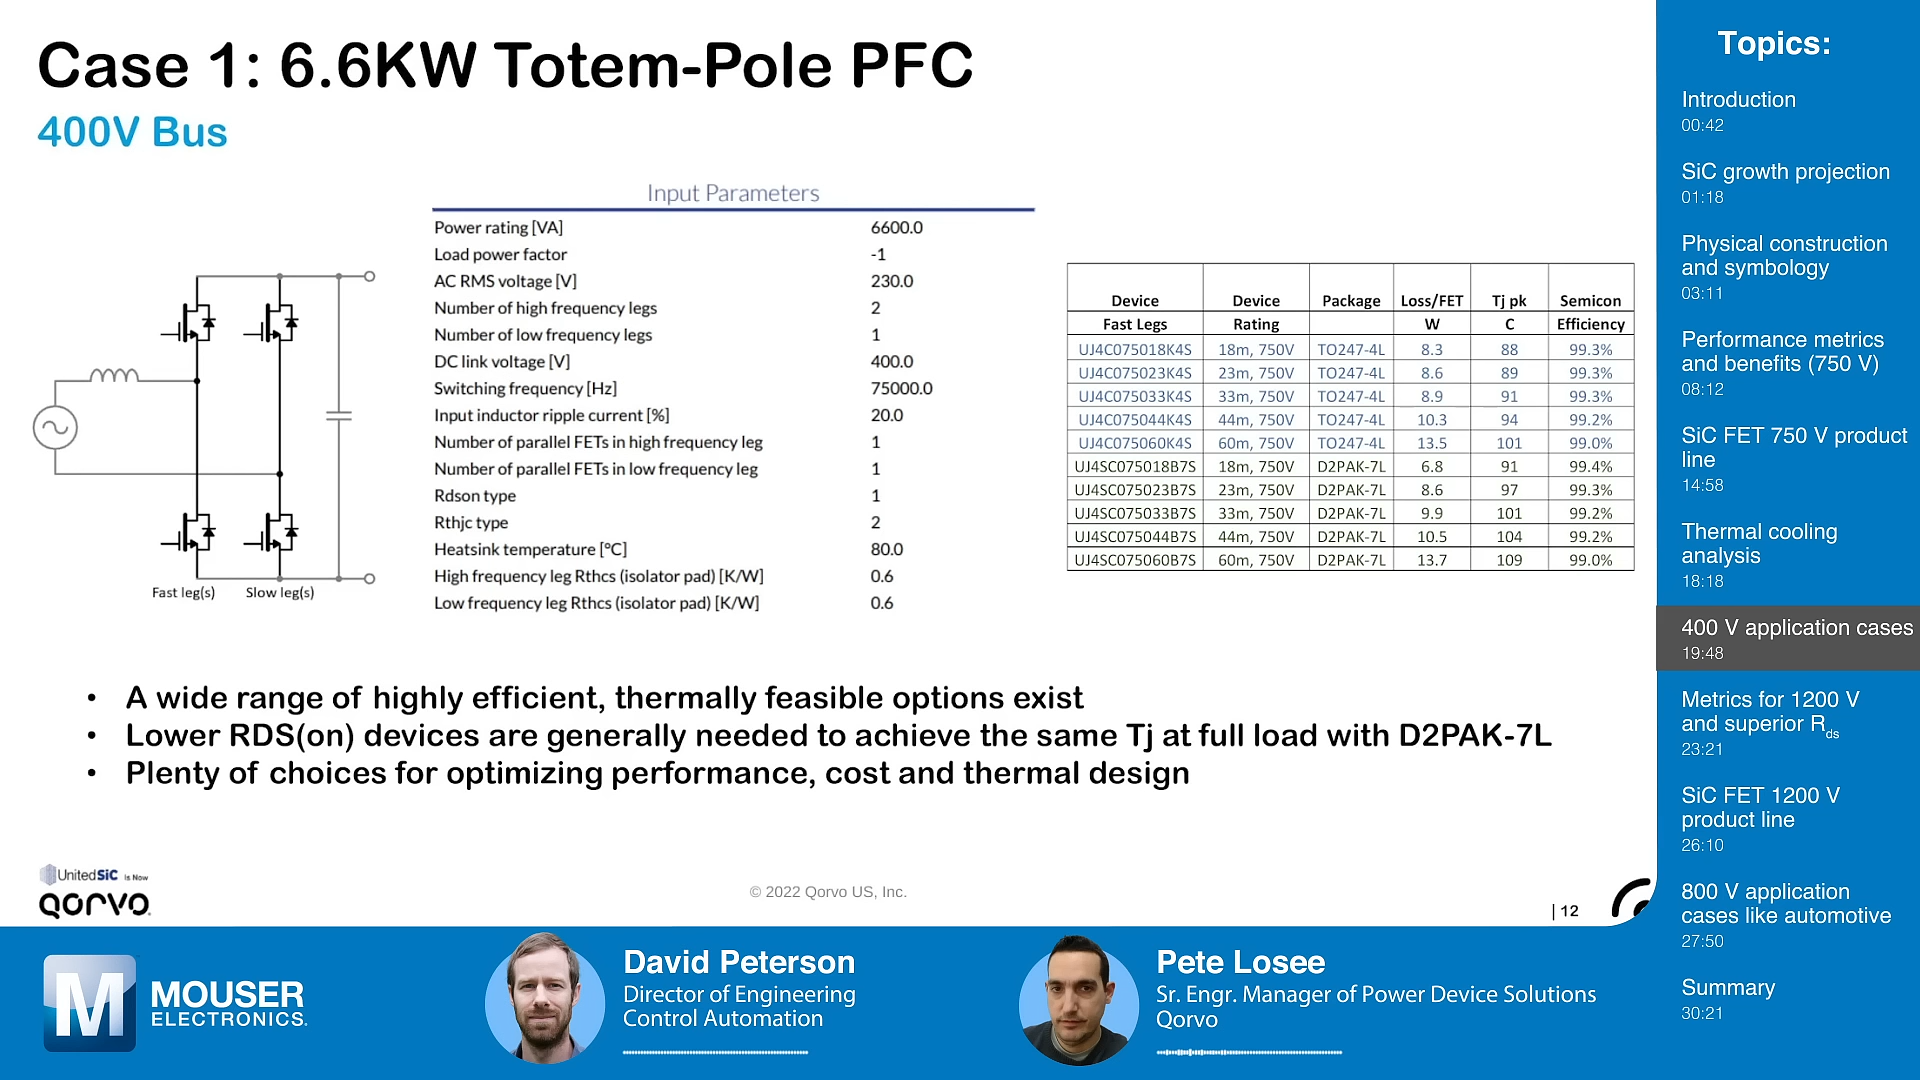 Case 1: 6.6KW Totem-Pole PFC
400V Bus
Input Parameters
Power rating [VA] 6600.0
Load power factor -1
AC RMS voltage [V] 230.0
Number of high frequency legs 2
Number of low frequency legs 1
DC link voltage [V] 400.0
Switching frequency [Hz] 75000.0
Input inductor ripple current [%] 20.0
Number of parallel FETs in high frequency leg 1
Number of parallel FETs in low frequency leg 1
Rdson type 1
Rthjc type 2
Heatsink temperature [°C] 80.0
High frequency leg Rthcs (isolator pad) [K/W] 0.6
Low frequency leg Rthcs (isolator pad) [K/W] 0.6
Fast leg(s) Slow leg(s)
Device Device Package Loss/FET Tj pk Semicon
Fast Legs Rating W C Efficiency
UJ4C075018K4S 18m, 750V TO247-4L 8.3 88 99.3%
UJ4C075023K4S 23m, 750V TO247-4L 8.6 89 99.3%
UJ4C075033K4S 33m, 750V TO247-4L 8.9 91 99.3%
UJ4C075044K4S 44m, 750V TO247-4L 10.3 94 99.2%
UJ4C075060K4S 60m, 750V TO247-4L 13.5 101 99.0%
UJ4SC075018B7S 18m, 750V D2PAK-7L 6.8 91 99.4%
UJ4SC075023B7S 23m, 750V D2PAK-7L 8.6 97 99.3%
UJ4SC075033B7S 33m, 750V D2PAK-7L 9.9 101 99.2%
UJ4SC075044B7S 44m, 750V D2PAK-7L 10.5 104 99.2%
UJ4SC075060B7S 60m, 750V D2PAK-7L 13.7 109 99.0%
• A wide range of highly efficient, thermally feasible options exist
• Lower RDS(on) devices are generally needed to achieve the same Tj at full load with D2PAK-7L
• Plenty of choices for optimizing performance, cost and thermal design
UnitedSiC is Now
QORVO
© 2022 Qorvo US, Inc.
| 12
Topics:
Introduction
00:42
SiC growth projection
01:18
Physical construction
and symbology
03:11
Performance metrics
and benefits (750 V)
08:12
SiC FET 750 V product
line
14:58
Thermal cooling
analysis
18:18
400 V application cases
19:48
Metrics for 1200 V
and superior Rds
23:21
SiC FET 1200 V
product line
26:10
800 V application
cases like automotive
27:50
Summary
30:21
M
MOUSER
ELECTRONICS.
David Peterson
Director of Engineering
Control Automation
Pete Losee
Sr. Engr. Manager of Power Device Solutions
Qorvo